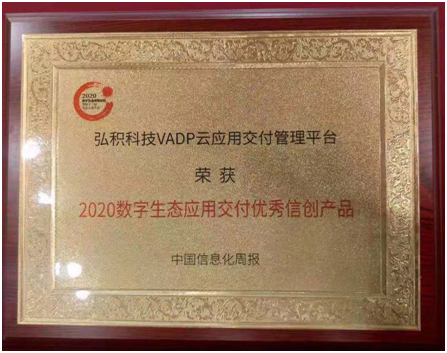 2020
弘积科技VADP云应用交付管理平台
荣获
2020数字生态应用交付优秀信创产品
中国信息化周报